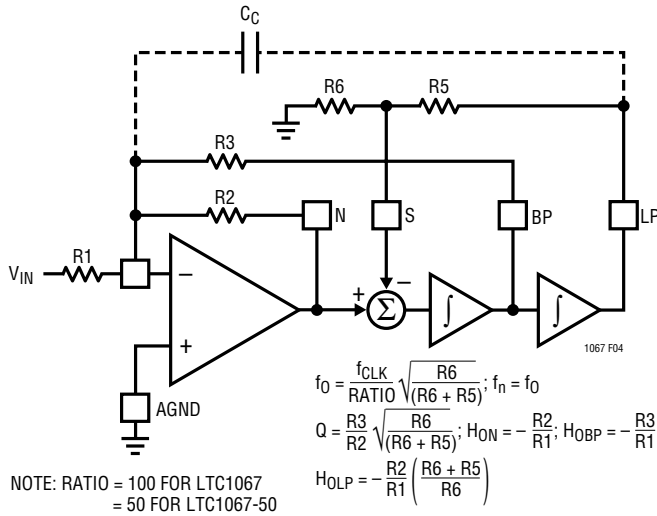 C_C
R6
R5
R3
R2
N
S
BP
LP
R1
V_IN
−
+
+
−
Σ
∫
∫
AGND
1067 F04
f_O = f_CLK/RATIO √(R6/(R6 + R5)); f_n = f_O
Q = R3/R2 √(R6/(R6 + R5)); H_ON = − R2/R1; H_OBP = − R3/R1
H_OLP = − R2/R1 ((R6 + R5)/R6)
NOTE: RATIO = 100 FOR LTC1067
= 50 FOR LTC1067-50